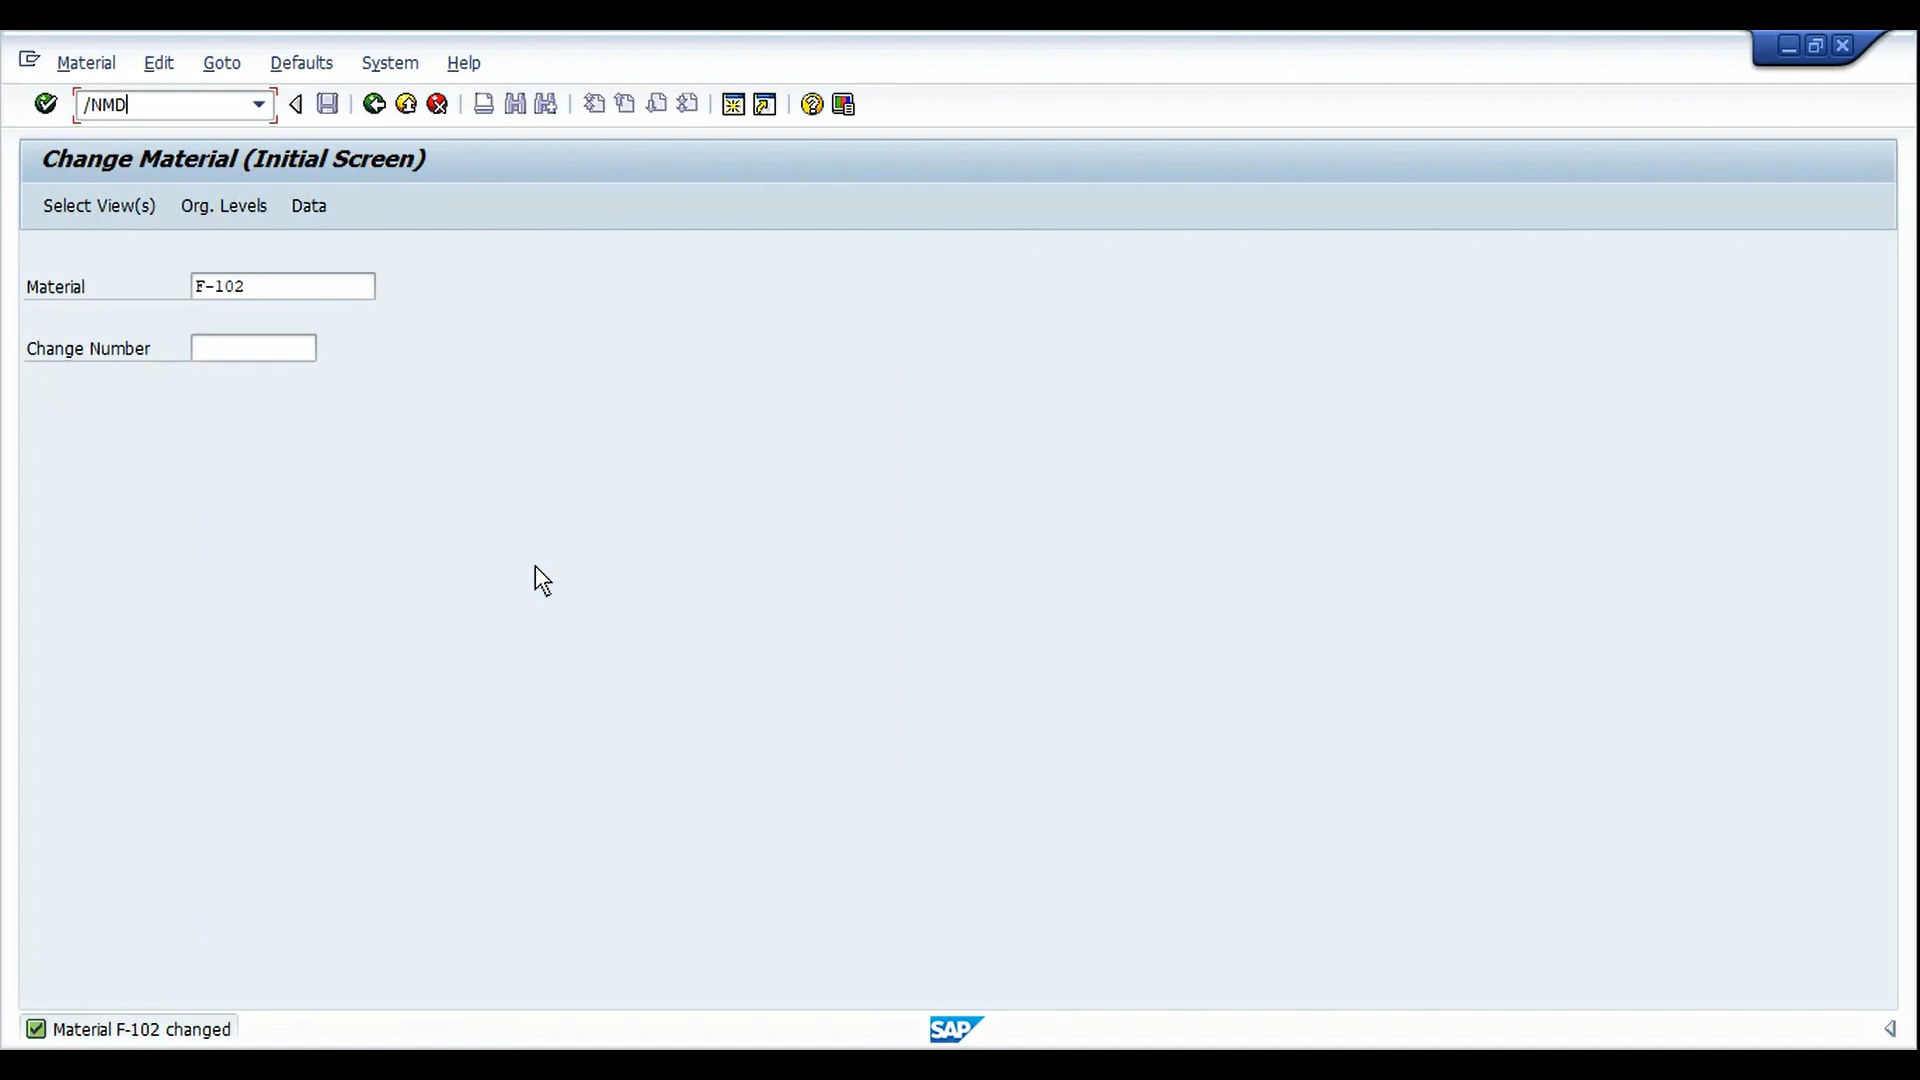 Material Edit Goto Defaults System Help
/NMD
Change Material (Initial Screen)
Select View(s) Org. Levels Data
Material F-102
Change Number
Material F-102 changed
SAP